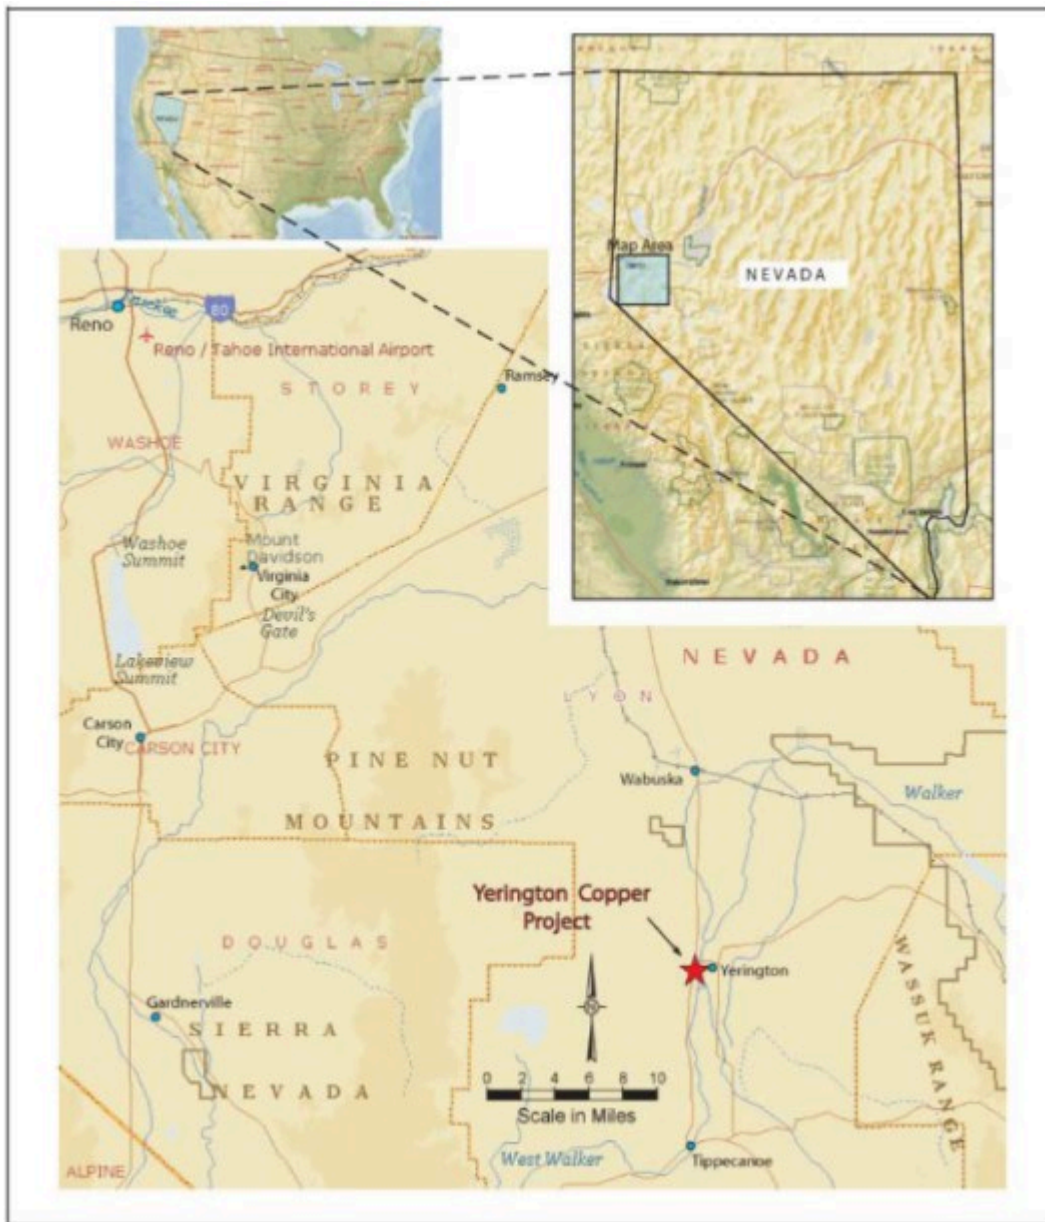 NEVADA
Map Area
NEVADA
Reno
Truckee
80
Reno / Tahoe International Airport
STOREY
Ramsey
WASHOE
VIRGINIA
RANGE
Washoe
Summit
Mount
Davidson
Virginia
City
Devil's
Gate
Lakeview
Summit
NEVADA
LYON
Carson
City
CARSON CITY
PINE NUT
MOUNTAINS
Wabuska
Walker
Yerington Copper
Project
Yerington
WASSUK RANGE
DOUGLAS
Gardnerville
SIERRA
NEVADA
N
0 2 4 6 8 10
Scale in Miles
West Walker
Tippecanoe
ALPINE